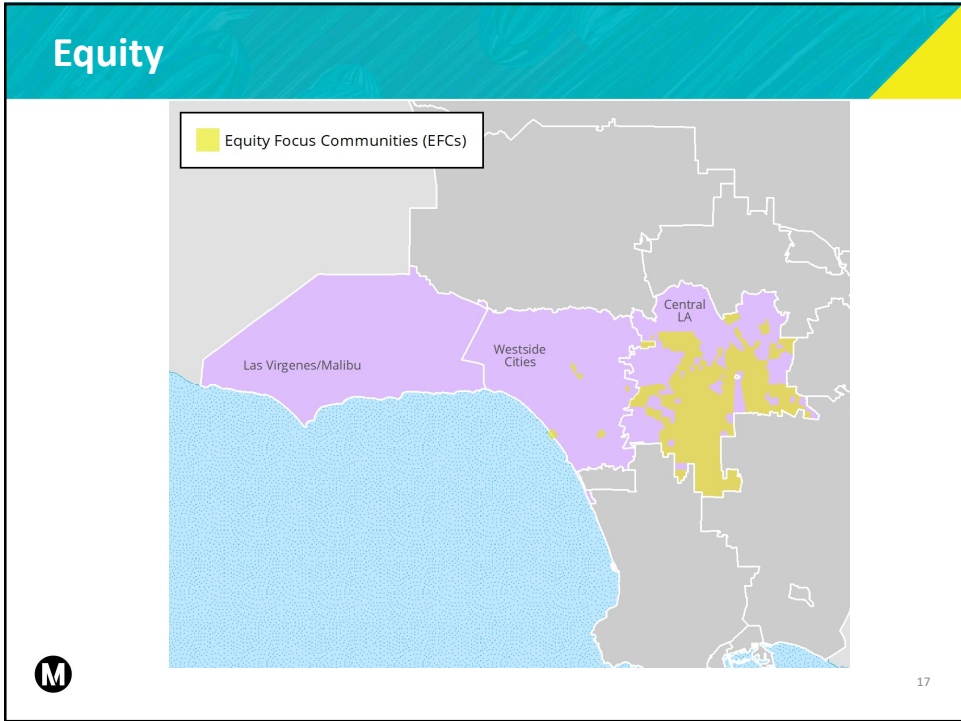 Equity
Equity Focus Communities (EFCs)
Central
LA
Westside
Cities
Las Virgenes/Malibu
M
17